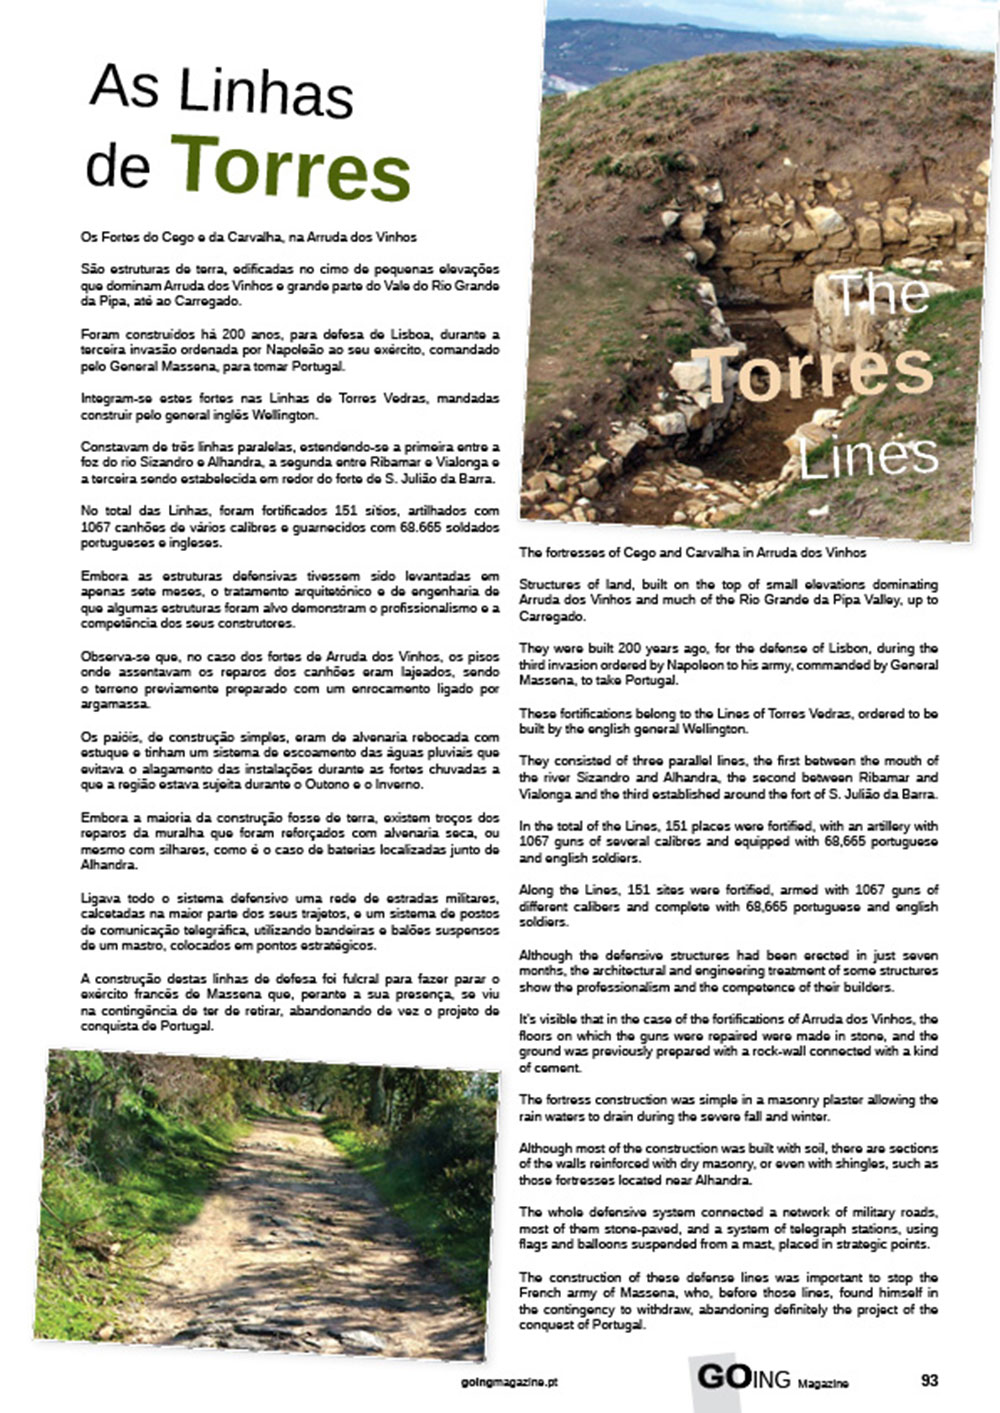 As Linhas
de Torres
Os Fortes do Cego e da Carvalha, na Arruda dos Vinhos
São estruturas de terra, edificadas no cimo de pequenas elevações
que dominam Arruda dos Vinhos e grande parte do Vale do Rio Grande
da Pipa, até ao Carregado.
Foram construídos há 200 anos, para defesa de Lisboa, durante a
terceira invasão ordenada por Napoleão ao seu exército, comandado
pelo General Massena, para tomar Portugal.
Integram-se estes fortes nas Linhas de Torres Vedras, mandadas
construir pelo general inglês Wellington.
Constavam de três linhas paralelas, estendendo-se a primeira entre a
foz do rio Sizandro e Alhandra, a segunda entre Ribamar e Vialonga e
a terceira sendo estabelecida em redor do forte de S. Julião da Barra.
No total das Linhas, foram fortificados 151 sítios, artilhados com
1067 canhões de vários calibres e guarnecidos com 68.665 soldados
portugueses e ingleses.
Embora as estruturas defensivas tivessem sido levantadas em
apenas sete meses, o tratamento arquitetónico e de engenharia de
que algumas estruturas foram alvo demonstram o profissionalismo e a
competência dos seus construtores.
Observa-se que, no caso dos fortes de Arruda dos Vinhos, os pisos
onde assentavam os reparos dos canhões eram lajeados, sendo
o terreno previamente preparado com um enrocamento ligado por
argamassa.
Os paióis, de construção simples, eram de alvenaria rebocada com
estuque e tinham um sistema de escoamento das águas pluviais que
evitava o alagamento das instalações durante as fortes chuvadas a
que a região estava sujeita durante o Outono e o Inverno.
Embora a maioria da construção fosse de terra, existem troços dos
reparos da muralha que foram reforçados com alvenaria seca, ou
mesmo com silhares, como é o caso de baterias localizadas junto de
Alhandra.
Ligava todo o sistema defensivo uma rede de estradas militares,
calcetadas na maior parte dos seus trajetos, e um sistema de postos
de comunicação telegráfica, utilizando bandeiras e balões suspensos
de um mastro, colocados em pontos estratégicos.
A construção destas linhas de defesa foi fulcral para fazer parar o
exército francês de Massena que, perante a sua presença, se viu
na contingência de ter de retirar, abandonando de vez o projeto de
conquista de Portugal.
The
Torres
Lines
The fortresses of Cego and Carvalha in Arruda dos Vinhos
Structures of land, built on the top of small elevations dominating
Arruda dos Vinhos and much of the Rio Grande da Pipa Valley, up to
Carregado.
They were built 200 years ago, for the defense of Lisbon, during the
third invasion ordered by Napoleon to his army, commanded by General
Massena, to take Portugal.
These fortifications belong to the Lines of Torres Vedras, ordered to be
built by the english general Wellington.
They consisted of three parallel lines, the first between the mouth of
the river Sizandro and Alhandra, the second between Ribamar and
Vialonga and the third established around the fort of S. Julião da Barra.
In the total of the Lines, 151 places were fortified, with an artillery with
1067 guns of several calibres and equipped with 68,665 portuguese
and english soldiers.
Along the Lines, 151 sites were fortified, armed with 1067 guns of
different calibers and complete with 68,665 portuguese and english
soldiers.
Although the defensive structures had been erected in just seven
months, the architectural and engineering treatment of some structures
show the professionalism and the competence of their builders.
It's visible that in the case of the fortifications of Arruda dos Vinhos, the
floors on which the guns were repaired were made in stone, and the
ground was previously prepared with a rock-wall connected with a kind
of cement.
The fortress construction was simple in a masonry plaster allowing the
rain waters to drain during the severe fall and winter.
Although most of the construction was built with soil, there are sections
of the walls reinforced with dry masonry, or even with shingles, such as
those fortresses located near Alhandra.
The whole defensive system connected a network of military roads,
most of them stone-paved, and a system of telegraph stations, using
flags and balloons suspended from a mast, placed in strategic points.
The construction of these defense lines was important to stop the
French army of Massena, who, before those lines, found himself in
the contingency to withdraw, abandoning definitely the project of the
conquest of Portugal.
goingmagazine.pt GOING Magazine 93